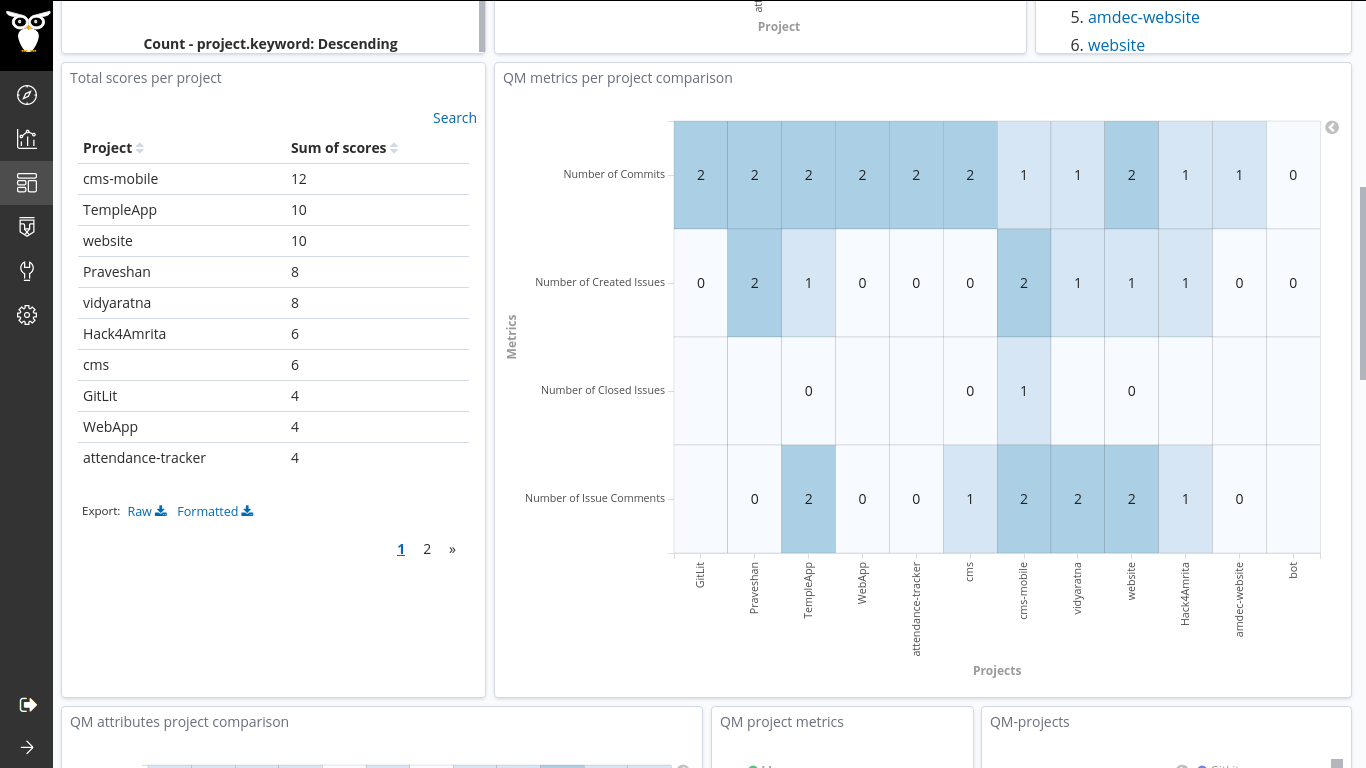 Count - project.keyword: Descending
Project
5. amdec-website
6. website
Total scores per project
Search
Project Sum of scores
cms-mobile 12
TempleApp 10
website 10
Praveshan 8
vidyaratna 8
Hack4Amrita 6
cms 6
GitLit 4
WebApp 4
attendance-tracker 4
Export: Raw Formatted
1 2 »
QM metrics per project comparison
Metrics
Number of Commits 2 2 2 2 2 2 1 1 2 1 1 0
Number of Created Issues 0 2 1 0 0 0 2 1 1 1 0 0
Number of Closed Issues 0 0 1 0
Number of Issue Comments 0 2 0 0 1 2 2 2 1 0
GitLit Praveshan TempleApp WebApp attendance-tracker cms cms-mobile vidyaratna website Hack4Amrita amdec-website bot
Projects
QM attributes project comparison
QM project metrics
QM-projects